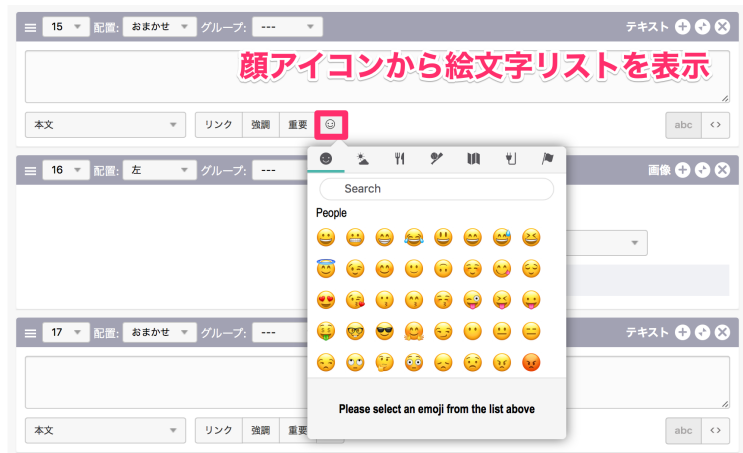 15 配置: おまかせ グループ: --- テキスト
顔アイコンから絵文字リストを表示
本文 リンク 強調 重要 abc <>
16 配置: 左 グループ: --- 画像
Search
People
17 配置: おまかせ グループ: --- テキスト
Please select an emoji from the list above
本文 リンク 強調 重要 abc <>